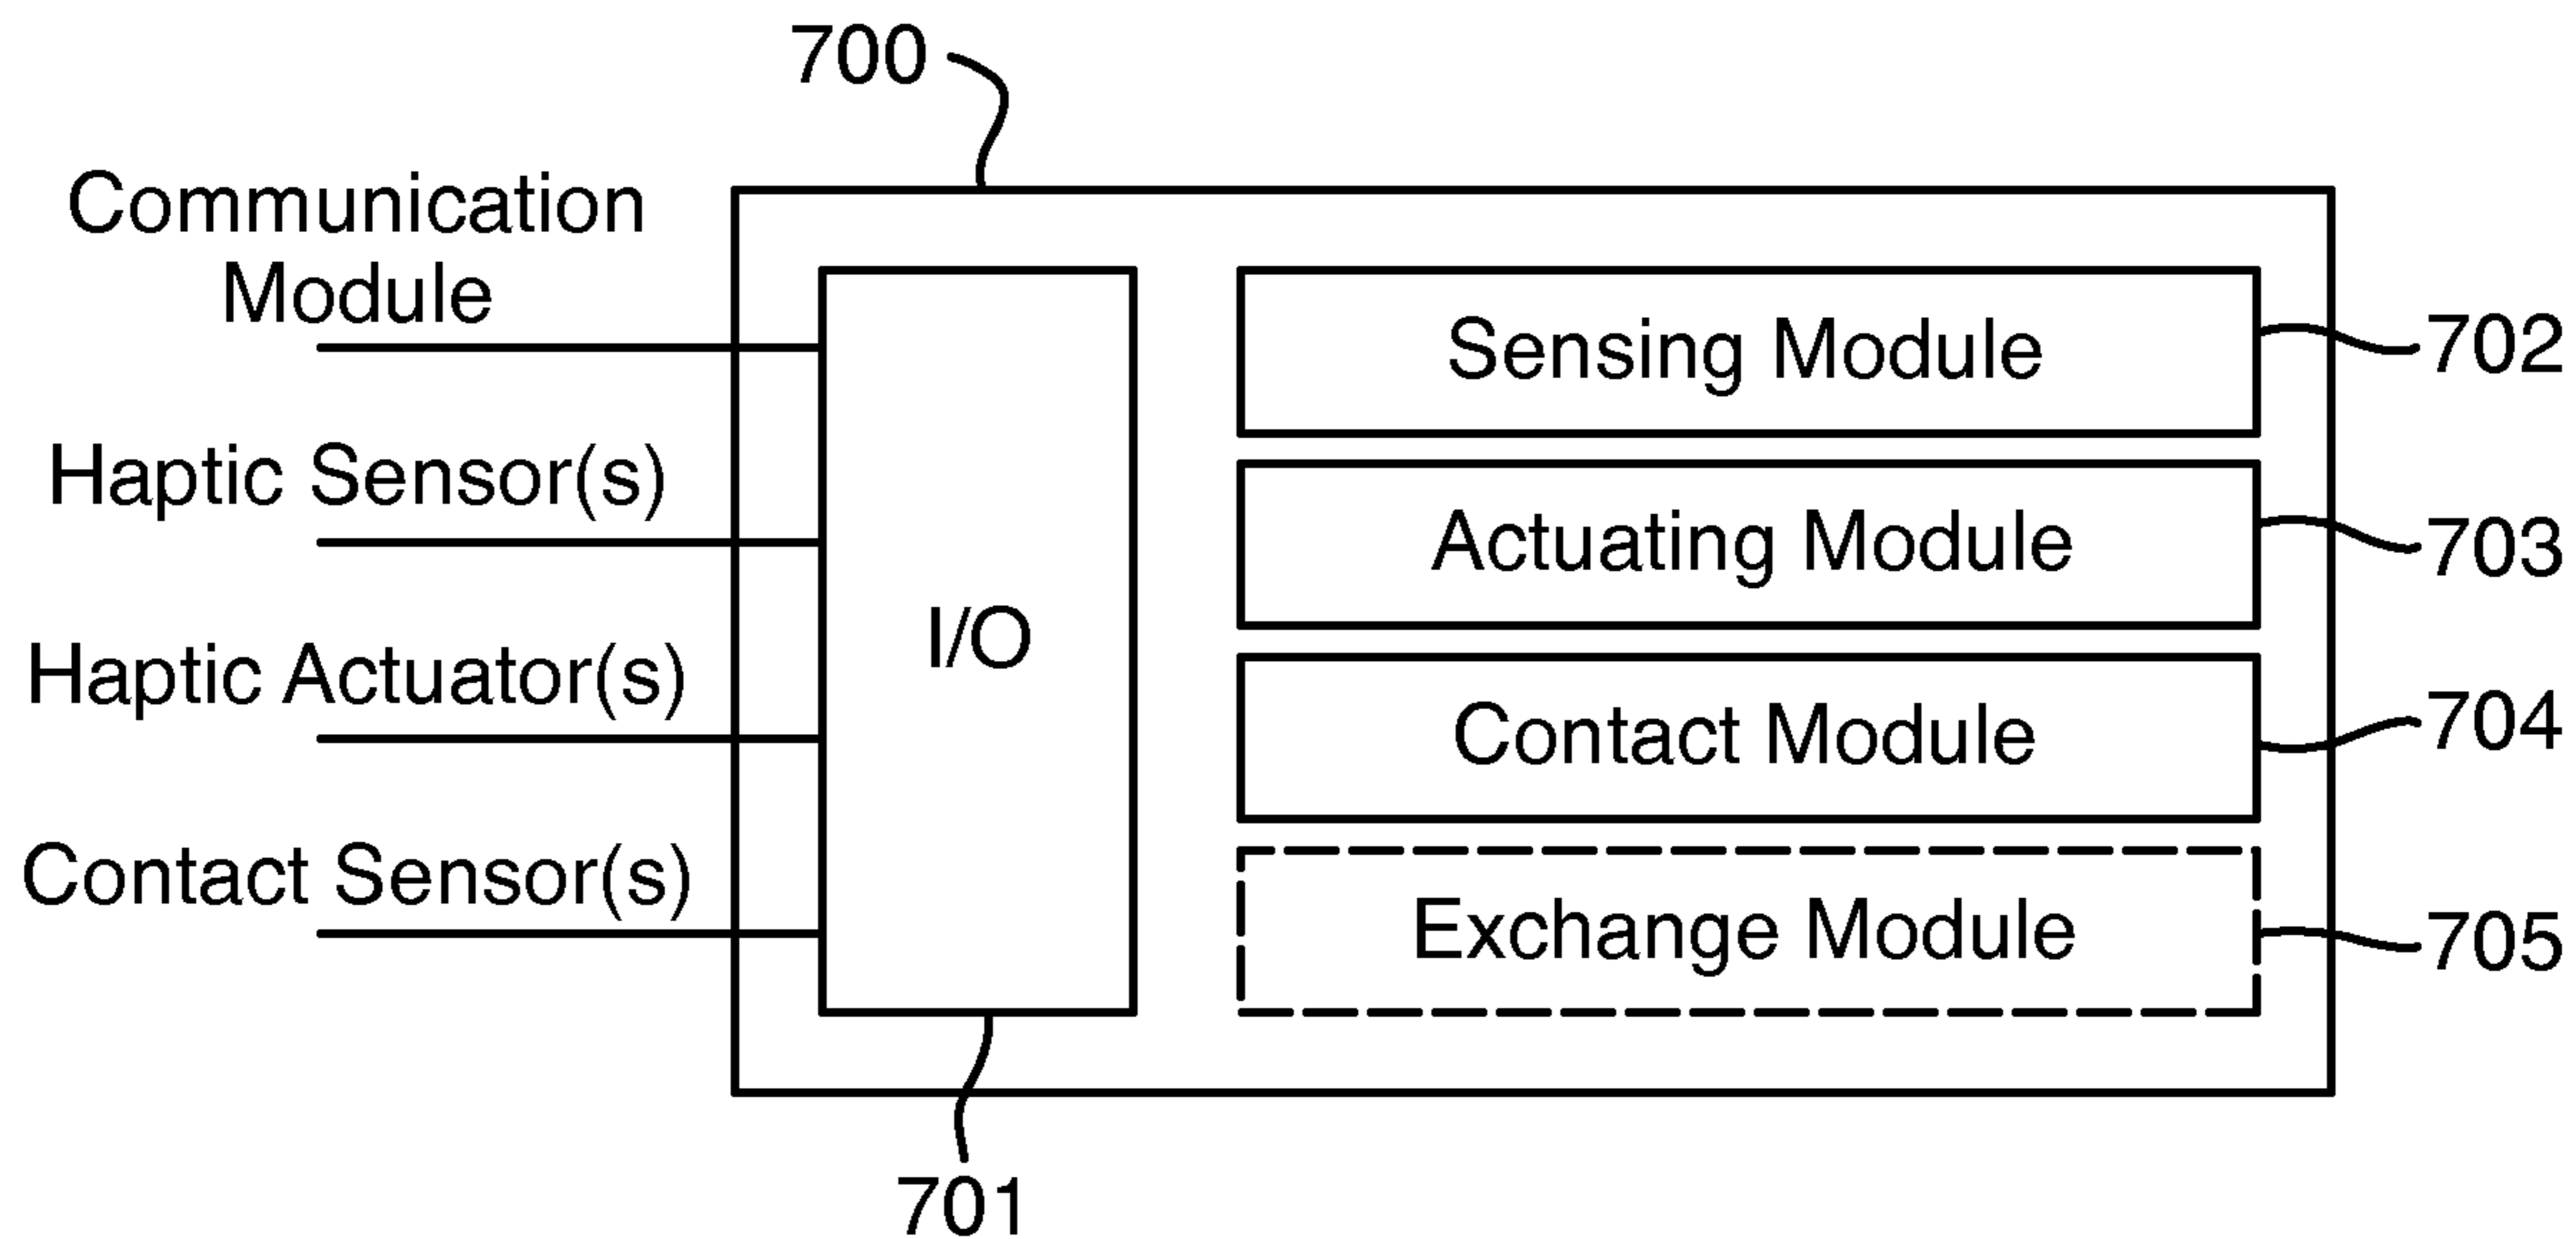 700
Communication
Module
Haptic Sensor(s)
Haptic Actuator(s)
Contact Sensor(s)
I/O
701
Sensing Module
702
Actuating Module
703
Contact Module
704
Exchange Module
705